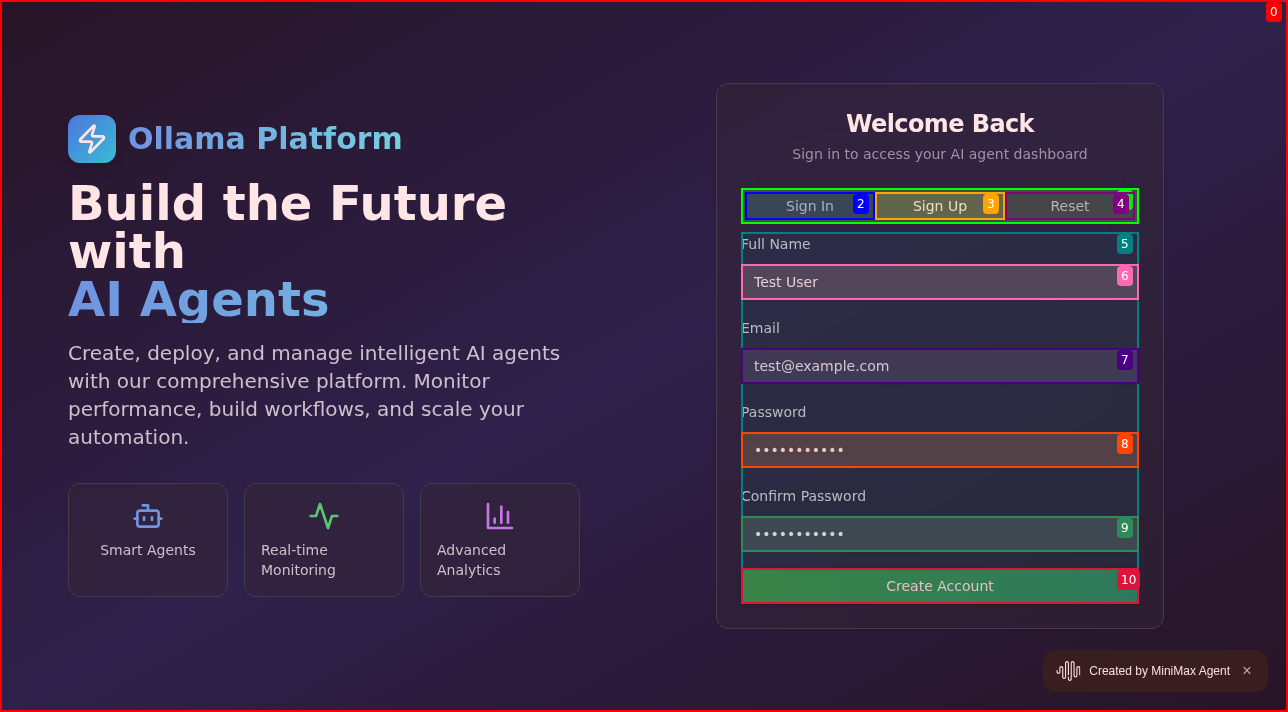 0
Ollama Platform
Build the Future
with
AI Agents
Create, deploy, and manage intelligent AI agents
with our comprehensive platform. Monitor
performance, build workflows, and scale your
automation.
Smart Agents
Real-time
Monitoring
Advanced
Analytics
Welcome Back
Sign in to access your AI agent dashboard
Sign In 2 Sign Up 3 Reset 4
Full Name 5
Test User 6
Email
test@example.com 7
Password
••••••••••• 8
Confirm Password
••••••••••• 9
Create Account 10
Created by MiniMax Agent ×